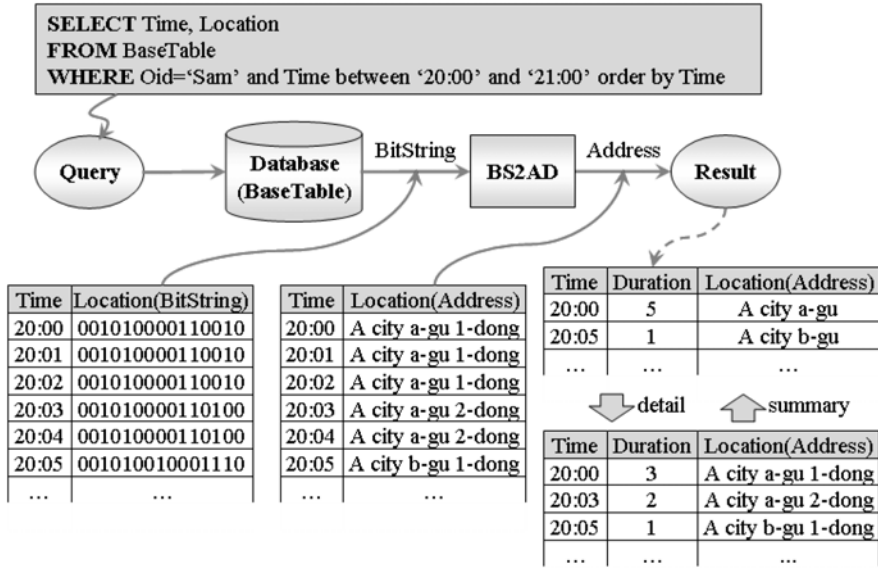 SELECT Time, Location
FROM BaseTable
WHERE Oid=‘Sam’ and Time between ‘20:00’ and ‘21:00’ order by Time
Query
Database
(BaseTable)
BitString
BS2AD
Address
Result
Time Location(BitString)
20:00 001010000110010
20:01 001010000110010
20:02 001010000110010
20:03 001010000110100
20:04 001010000110100
20:05 001010010001110
... ...
Time Location(Address)
20:00 A city a-gu 1-dong
20:01 A city a-gu 1-dong
20:02 A city a-gu 1-dong
20:03 A city a-gu 2-dong
20:04 A city a-gu 2-dong
20:05 A city b-gu 1-dong
... ...
Time Duration Location(Address)
20:00 5 A city a-gu
20:05 1 A city b-gu
... ... ...
detail summary
Time Duration Location(Address)
20:00 3 A city a-gu 1-dong
20:03 2 A city a-gu 2-dong
20:05 1 A city b-gu 1-dong
... ... ...